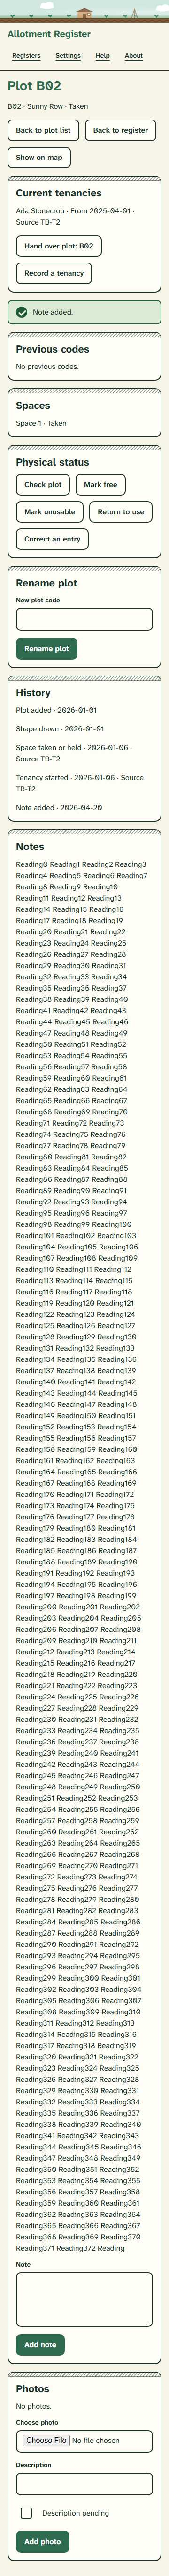 Allotment Register
Registers Settings Help About
Plot B02
B02 · Sunny Row · Taken
Back to plot list Back to register
Show on map
Current tenancies
Ada Stonecrop · From 2025-04-01 ·
Source TB-T2
Hand over plot: B02
Record a tenancy
Note added.
Previous codes
No previous codes.
Spaces
Space 1 · Taken
Physical status
Check plot Mark free
Mark unusable Return to use
Correct an entry
Rename plot
New plot code
Rename plot
History
Plot added · 2026-01-01
Shape drawn · 2026-01-01
Space taken or held · 2026-01-06 ·
Source TB-T2
Tenancy started · 2026-01-06 · Source
TB-T2
Note added · 2026-04-20
Notes
Reading0 Reading1 Reading2 Reading3
Reading4 Reading5 Reading6 Reading7
Reading8 Reading9 Reading10
Reading11 Reading12 Reading13
Reading14 Reading15 Reading16
Reading17 Reading18 Reading19
Reading20 Reading21 Reading22
Reading23 Reading24 Reading25
Reading26 Reading27 Reading28
Reading29 Reading30 Reading31
Reading32 Reading33 Reading34
Reading35 Reading36 Reading37
Reading38 Reading39 Reading40
Reading41 Reading42 Reading43
Reading44 Reading45 Reading46
Reading47 Reading48 Reading49
Reading50 Reading51 Reading52
Reading53 Reading54 Reading55
Reading56 Reading57 Reading58
Reading59 Reading60 Reading61
Reading62 Reading63 Reading64
Reading65 Reading66 Reading67
Reading68 Reading69 Reading70
Reading71 Reading72 Reading73
Reading74 Reading75 Reading76
Reading77 Reading78 Reading79
Reading80 Reading81 Reading82
Reading83 Reading84 Reading85
Reading86 Reading87 Reading88
Reading89 Reading90 Reading91
Reading92 Reading93 Reading94
Reading95 Reading96 Reading97
Reading98 Reading99 Reading100
Reading101 Reading102 Reading103
Reading104 Reading105 Reading106
Reading107 Reading108 Reading109
Reading110 Reading111 Reading112
Reading113 Reading114 Reading115
Reading116 Reading117 Reading118
Reading119 Reading120 Reading121
Reading122 Reading123 Reading124
Reading125 Reading126 Reading127
Reading128 Reading129 Reading130
Reading131 Reading132 Reading133
Reading134 Reading135 Reading136
Reading137 Reading138 Reading139
Reading140 Reading141 Reading142
Reading143 Reading144 Reading145
Reading146 Reading147 Reading148
Reading149 Reading150 Reading151
Reading152 Reading153 Reading154
Reading155 Reading156 Reading157
Reading158 Reading159 Reading160
Reading161 Reading162 Reading163
Reading164 Reading165 Reading166
Reading167 Reading168 Reading169
Reading170 Reading171 Reading172
Reading173 Reading174 Reading175
Reading176 Reading177 Reading178
Reading179 Reading180 Reading181
Reading182 Reading183 Reading184
Reading185 Reading186 Reading187
Reading188 Reading189 Reading190
Reading191 Reading192 Reading193
Reading194 Reading195 Reading196
Reading197 Reading198 Reading199
Reading200 Reading201 Reading202
Reading203 Reading204 Reading205
Reading206 Reading207 Reading208
Reading209 Reading210 Reading211
Reading212 Reading213 Reading214
Reading215 Reading216 Reading217
Reading218 Reading219 Reading220
Reading221 Reading222 Reading223
Reading224 Reading225 Reading226
Reading227 Reading228 Reading229
Reading230 Reading231 Reading232
Reading233 Reading234 Reading235
Reading236 Reading237 Reading238
Reading239 Reading240 Reading241
Reading242 Reading243 Reading244
Reading245 Reading246 Reading247
Reading248 Reading249 Reading250
Reading251 Reading252 Reading253
Reading254 Reading255 Reading256
Reading257 Reading258 Reading259
Reading260 Reading261 Reading262
Reading263 Reading264 Reading265
Reading266 Reading267 Reading268
Reading269 Reading270 Reading271
Reading272 Reading273 Reading274
Reading275 Reading276 Reading277
Reading278 Reading279 Reading280
Reading281 Reading282 Reading283
Reading284 Reading285 Reading286
Reading287 Reading288 Reading289
Reading290 Reading291 Reading292
Reading293 Reading294 Reading295
Reading296 Reading297 Reading298
Reading299 Reading300 Reading301
Reading302 Reading303 Reading304
Reading305 Reading306 Reading307
Reading308 Reading309 Reading310
Reading311 Reading312 Reading313
Reading314 Reading315 Reading316
Reading317 Reading318 Reading319
Reading320 Reading321 Reading322
Reading323 Reading324 Reading325
Reading326 Reading327 Reading328
Reading329 Reading330 Reading331
Reading332 Reading333 Reading334
Reading335 Reading336 Reading337
Reading338 Reading339 Reading340
Reading341 Reading342 Reading343
Reading344 Reading345 Reading346
Reading347 Reading348 Reading349
Reading350 Reading351 Reading352
Reading353 Reading354 Reading355
Reading356 Reading357 Reading358
Reading359 Reading360 Reading361
Reading362 Reading363 Reading364
Reading365 Reading366 Reading367
Reading368 Reading369 Reading370
Reading371 Reading372 Reading
Note
Add note
Photos
No photos.
Choose photo
Choose File No file chosen
Description
Description pending
Add photo